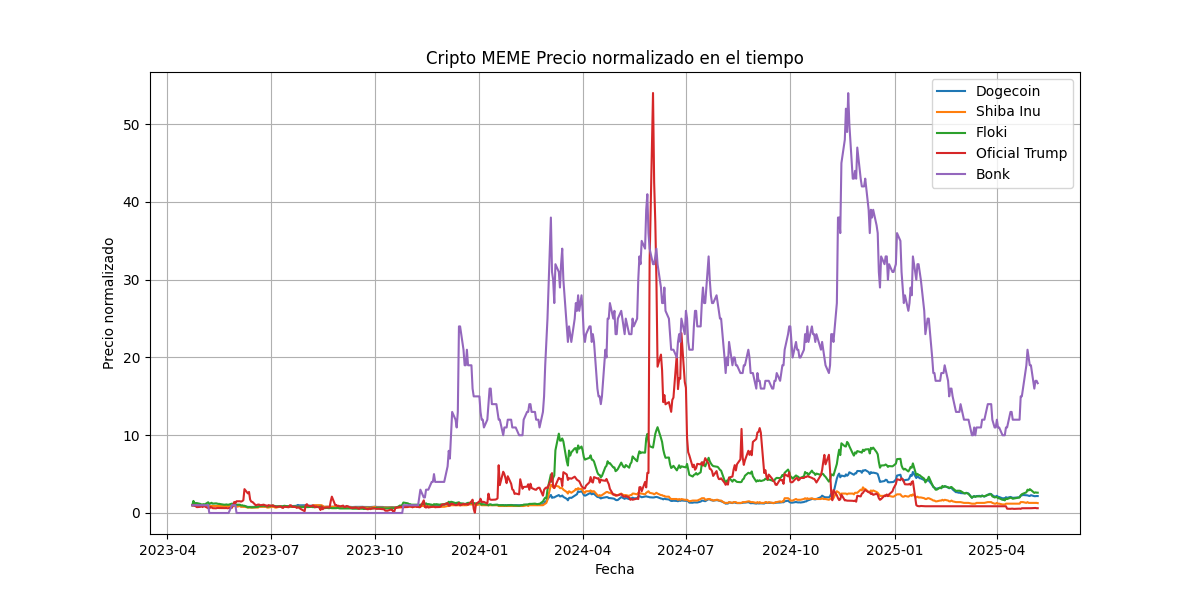 Cripto MEME Precio normalizado en el tiempo
Dogecoin
Shiba Inu
Floki
Oficial Trump
Bonk
Precio normalizado
50
40
30
20
10
0
2023-04 2023-07 2023-10 2024-01 2024-04 2024-07 2024-10 2025-01 2025-04
Fecha